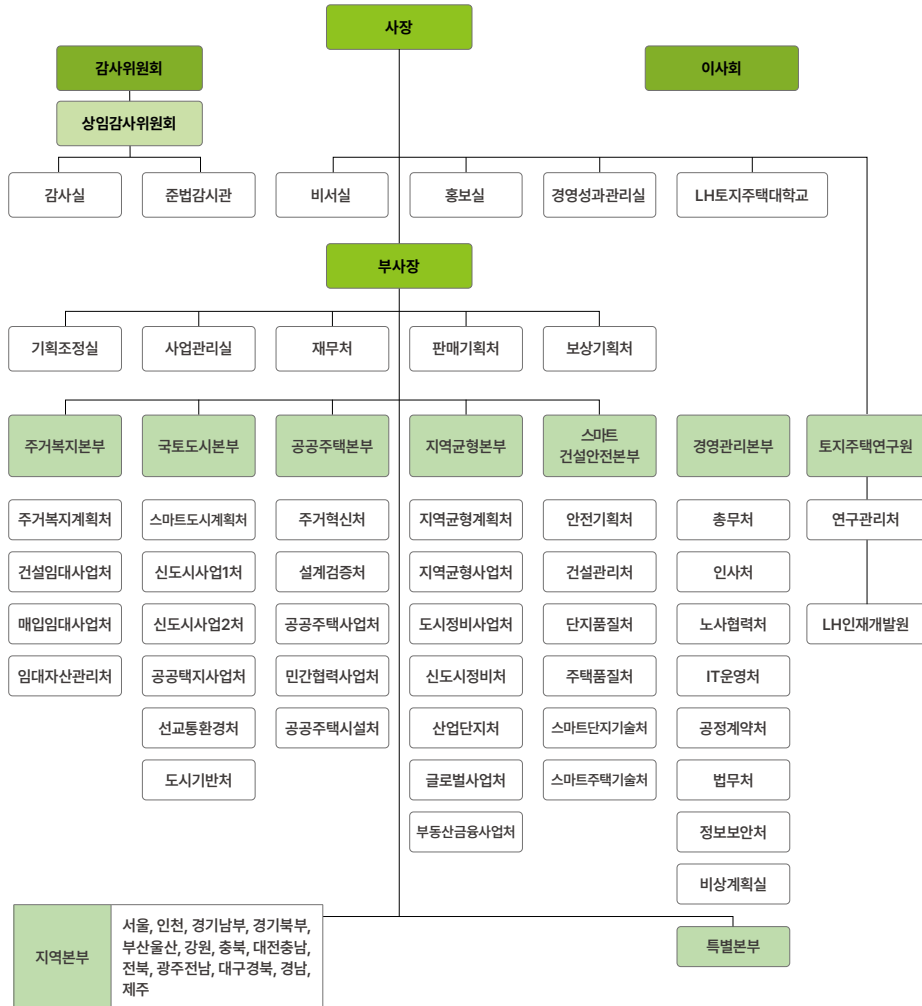 사장
감사위원회
이사회
상임감사위원회
감사실
준법감시관
비서실
홍보실
경영성과관리실
LH토지주택대학교
부사장
기획조정실
사업관리실
재무처
판매기획처
보상기획처
주거복지본부
국토도시본부
공공주택본부
지역균형본부
스마트
건설안전본부
경영관리본부
토지주택연구원
주거복지계획처
스마트도시계획처
주거혁신처
지역균형계획처
안전기획처
총무처
연구관리처
건설임대사업처
신도시사업1처
설계검증처
지역균형사업처
건설관리처
인사처
매입임대사업처
신도시사업2처
공공주택사업처
도시정비사업처
단지품질처
노사협력처
LH인재개발원
임대자산관리처
공공택지사업처
민간협력사업처
신도시정비처
주택품질처
IT운영처
선교통환경처
공공주택시설처
산업단지처
스마트단지기술처
공정계약처
도시기반처
글로벌사업처
스마트주택기술처
법무처
부동산금융사업처
정보보안처
비상계획실
지역본부
서울, 인천, 경기남부, 경기북부,
부산울산, 강원, 충북, 대전충남,
전북, 광주전남, 대구경북, 경남,
제주
특별본부